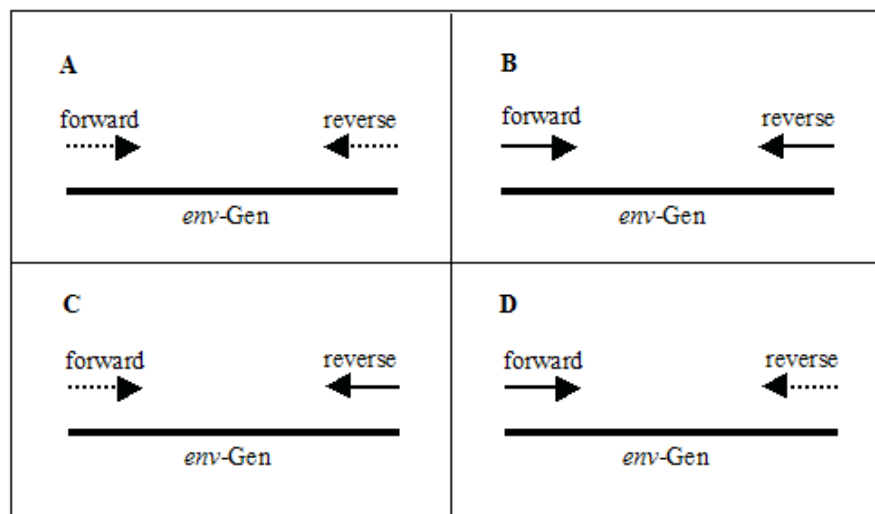 A
forward reverse
env-Gen
B
forward reverse
env-Gen
C
forward reverse
env-Gen
D
forward reverse
env-Gen